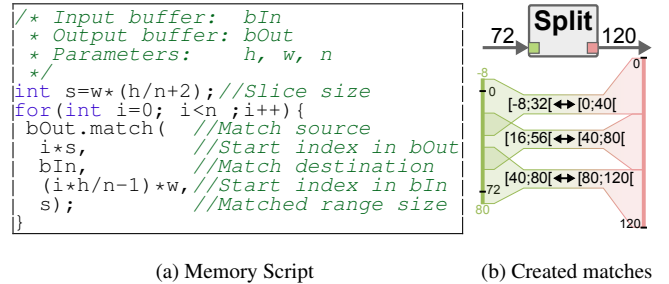 /* Input buffer:  bIn
 * Output buffer: bOut
 * Parameters:    h, w, n
 */
int s=w*(h/n+2);//Slice size
for(int i=0; i<n ;i++){
 bOut.match(  //Match source
  i*s,        //Start index in bOut
  bIn,        //Match destination
  (i*h/n-1)*w,//Start index in bIn
  s);         //Matched range size
}
(a) Memory Script
Split
72
120
-8
0
0
[-8;32[↔[0;40[
[16;56[↔[40;80[
[40;80[↔[80;120[
72
80
120
(b) Created matches